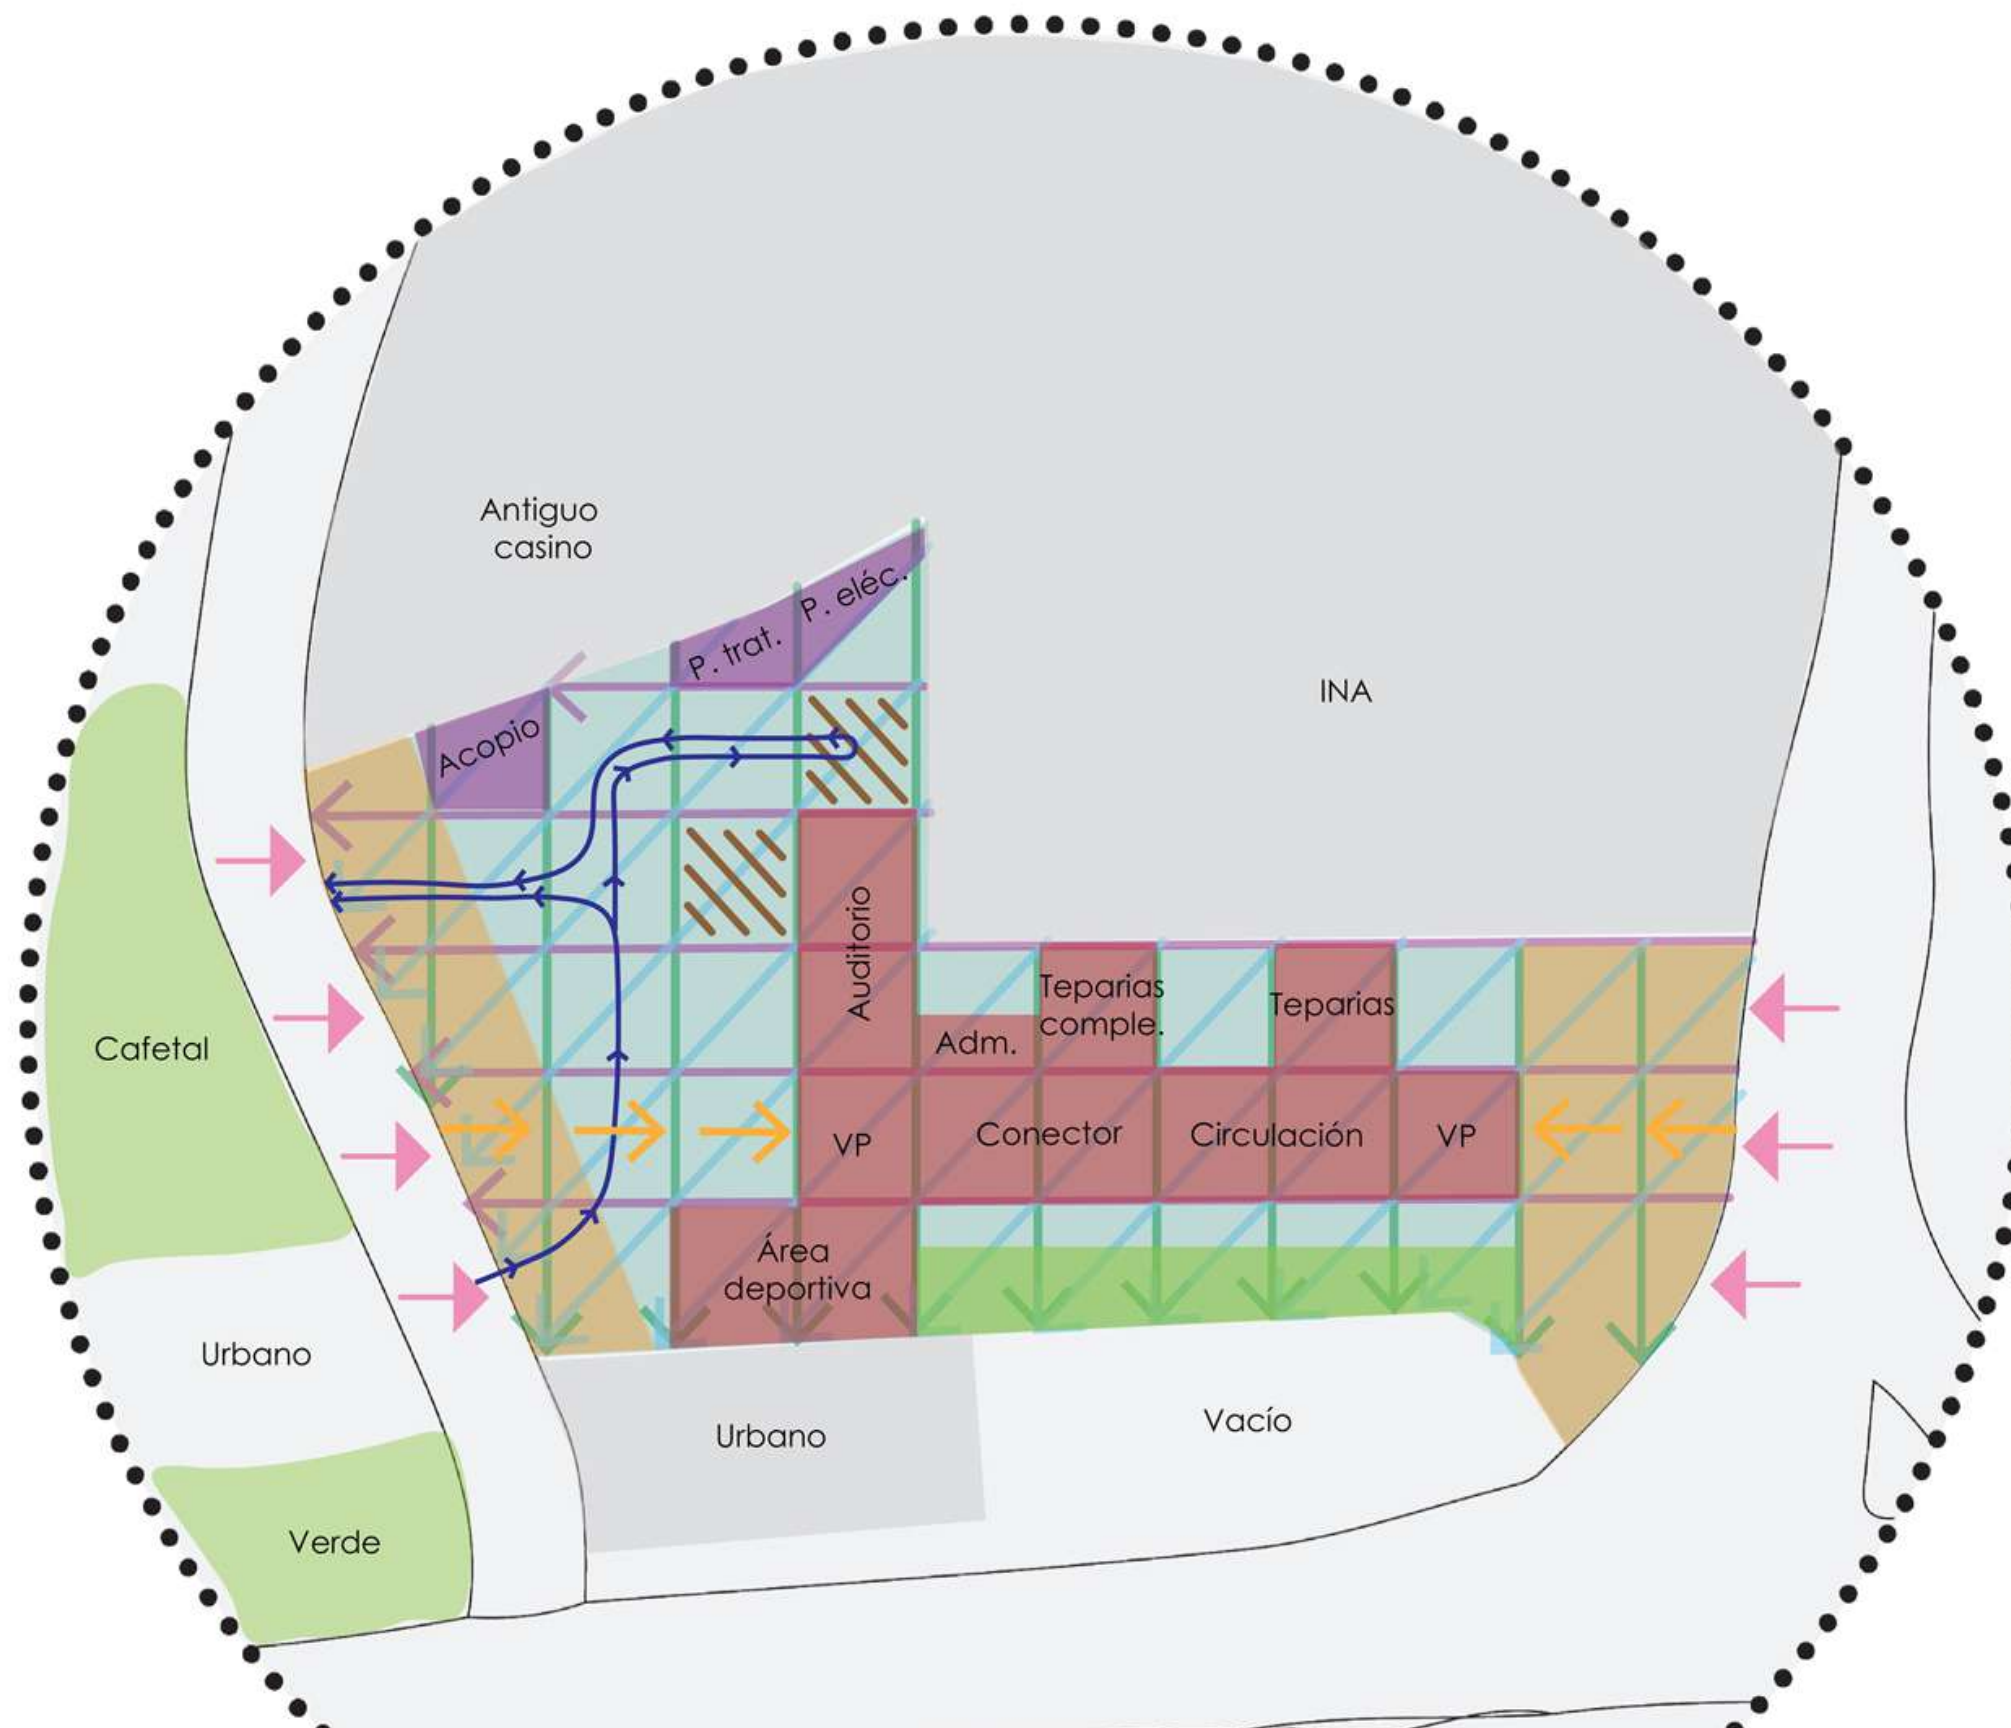 Antiguo
casino
P. eléc.
P. trat.
INA
Acopio
Auditorio
Teparias
comple.
Teparias
Adm.
Cafetal
VP
Conector
Circulación
VP
Área
deportiva
Urbano
Urbano
Vacío
Verde